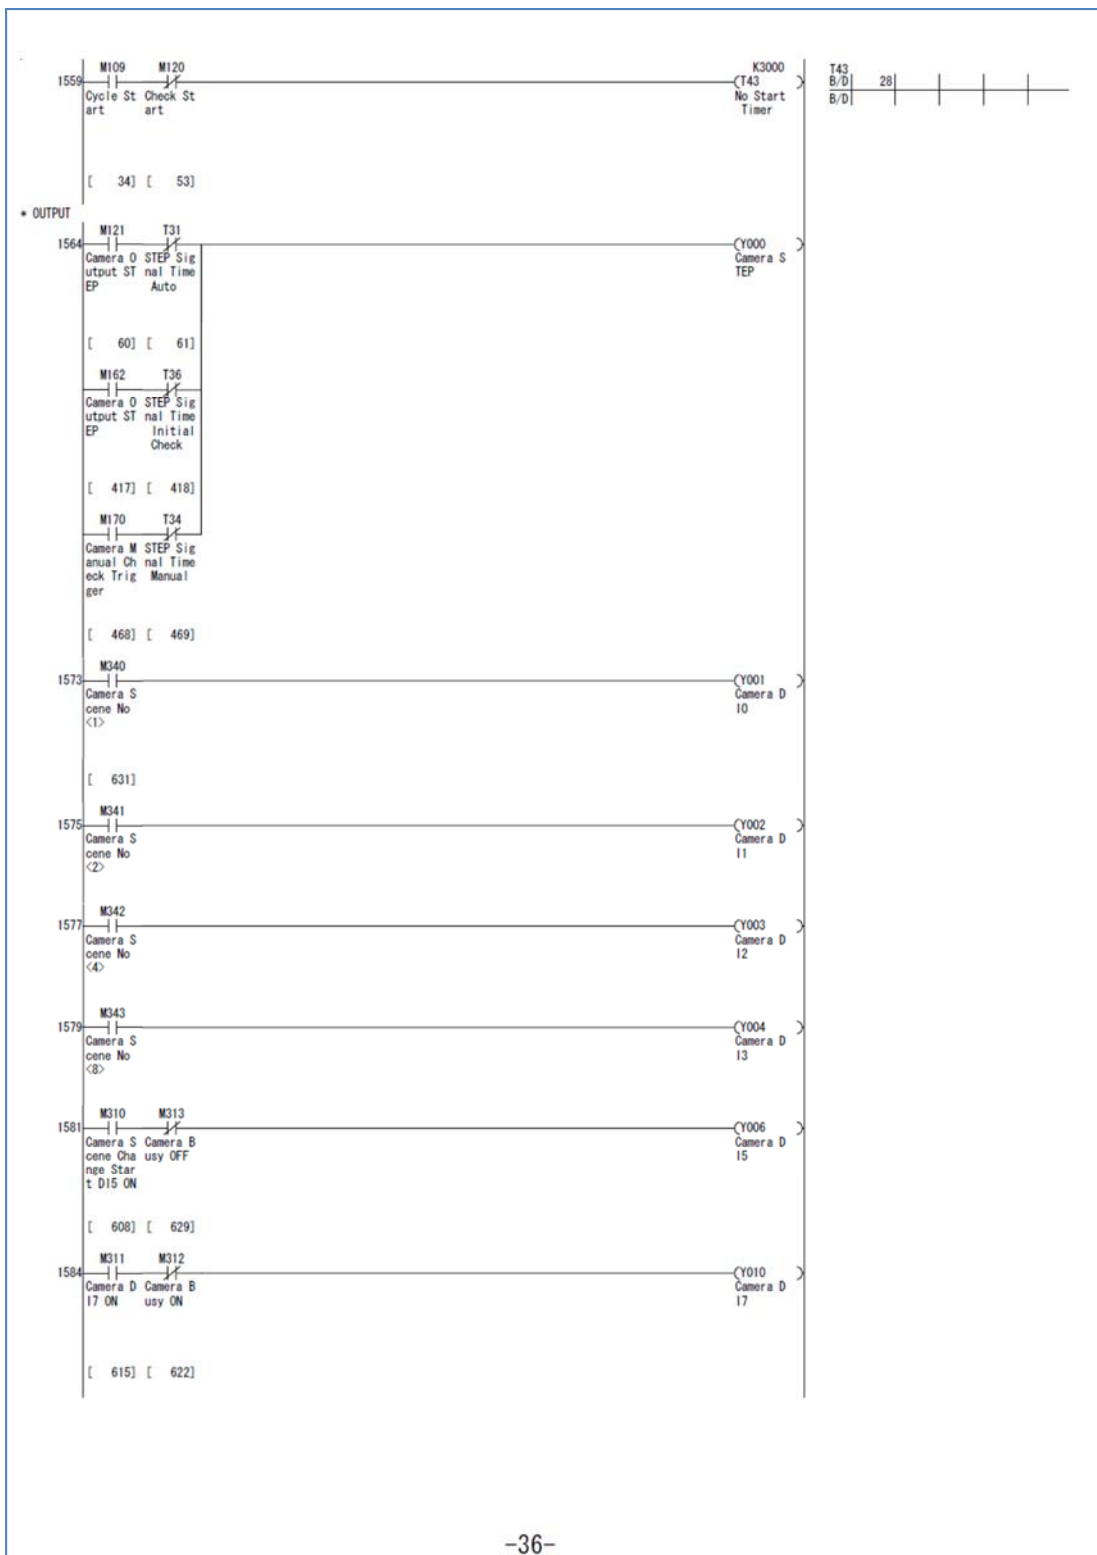 M109 M120 K3000
1559 (T43 )
Cycle St Check St No Start
art art Timer
T43
B/D 28
B/D
[ 34] [ 53]
* OUTPUT
M121 T31
1564 (Y000 )
Camera O STEP Sig Camera S
utput ST nal Time TEP
EP Auto
[ 60] [ 61]
M162 T36
Camera O STEP Sig
utput ST nal Time
EP Initial
Check
[ 417] [ 418]
M170 T34
Camera M STEP Sig
anual Ch nal Time
eck Trig Manual
ger
[ 468] [ 469]
M340
1573 (Y001 )
Camera S Camera D
cene No I0
<1>
[ 631]
M341
1575 (Y002 )
Camera S Camera D
cene No I1
<2>
M342
1577 (Y003 )
Camera S Camera D
cene No I2
<4>
M343
1579 (Y004 )
Camera S Camera D
cene No I3
<8>
M310 M313
1581 (Y006 )
Camera S Camera B Camera D
cene Cha usy OFF I5
nge Star
t DI5 ON
[ 608] [ 629]
M311 M312
1584 (Y010 )
Camera D Camera B Camera D
I7 ON usy ON I7
[ 615] [ 622]
-36-